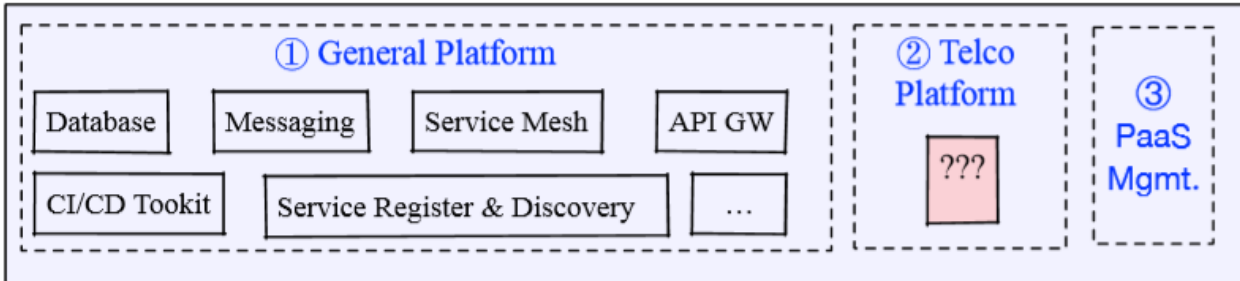 ① General Platform
Database
Messaging
Service Mesh
API GW
CI/CD Tookit
Service Register & Discovery
...
② Telco
Platform
???
③
PaaS
Mgmt.